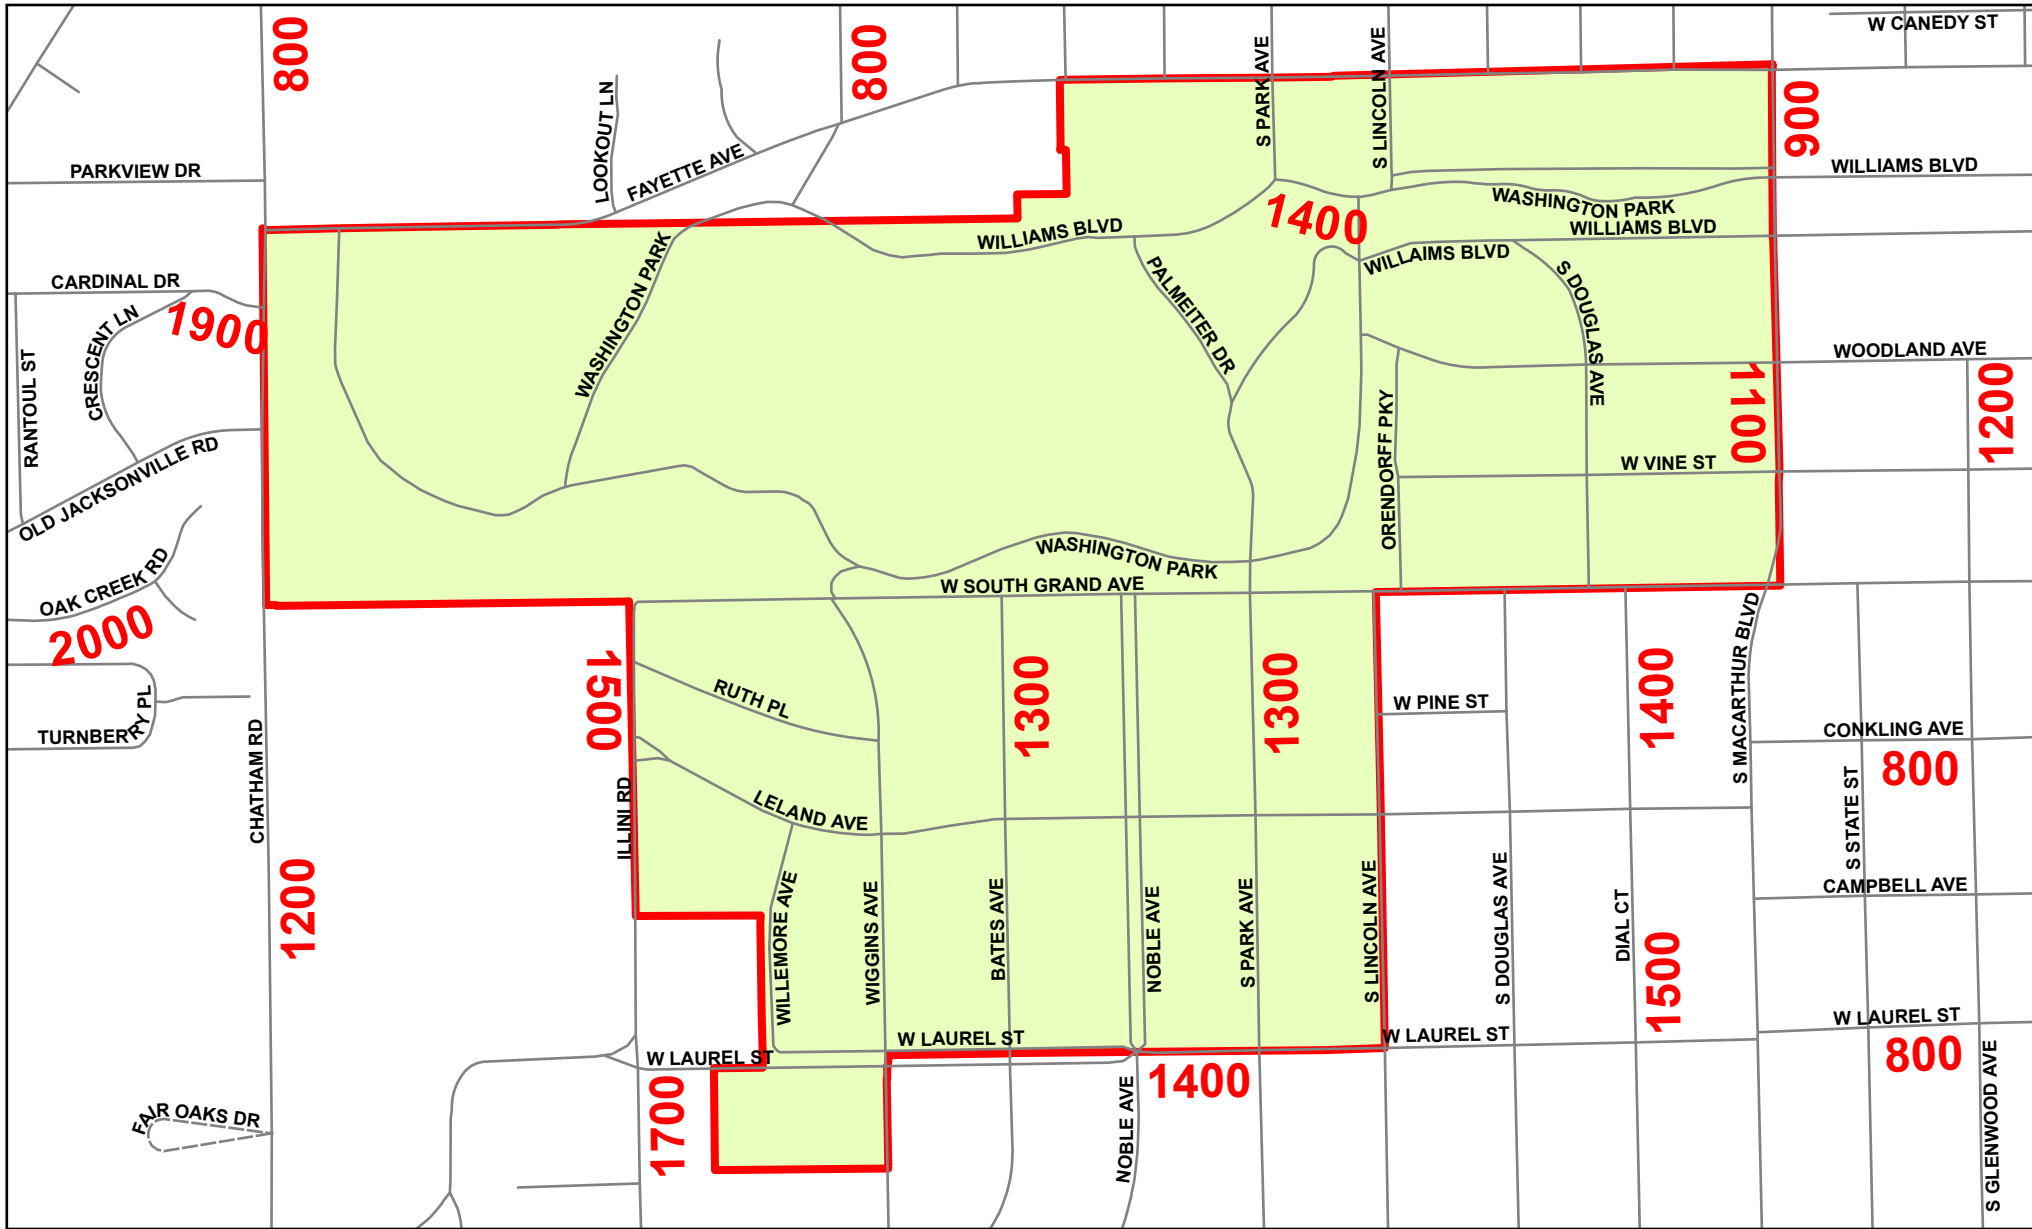 W CANEDY ST
800
800
S PARK AVE
S LINCOLN AVE
900
LOOKOUT LN
FAYETTE AVE
PARKVIEW DR
WILLIAMS BLVD
WASHINGTON PARK
WILLIAMS BLVD
1400
WILLIAMS BLVD
WILLAIMS BLVD
WASHINGTON PARK
PALMEITER DR
S DOUGLAS AVE
CARDINAL DR
1900
CRESCENT LN
RANTOUL ST
WOODLAND AVE
1100
1200
ORENDORFF PKY
W VINE ST
OLD JACKSONVILLE RD
OAK CREEK RD
2000
WASHINGTON PARK
W SOUTH GRAND AVE
1500
RUTH PL
1300
1300
W PINE ST
1400
S MACARTHUR BLVD
CONKLING AVE
800
TURNBERRY PL
CHATHAM RD
ILLINI RD
LELAND AVE
S STATE ST
1200
WILLEMORE AVE
WIGGINS AVE
BATES AVE
NOBLE AVE
S PARK AVE
S LINCOLN AVE
S DOUGLAS AVE
DIAL CT
1500
CAMPBELL AVE
W LAUREL ST
W LAUREL ST
W LAUREL ST
W LAUREL ST
800
1400
1700
NOBLE AVE
FAIR OAKS DR
S GLENWOOD AVE